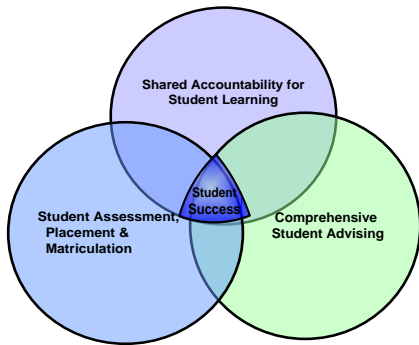 Shared Accountability for
Student Learning
Student
Success
Student Assessment,
Placement &
Matriculation
Comprehensive
Student Advising